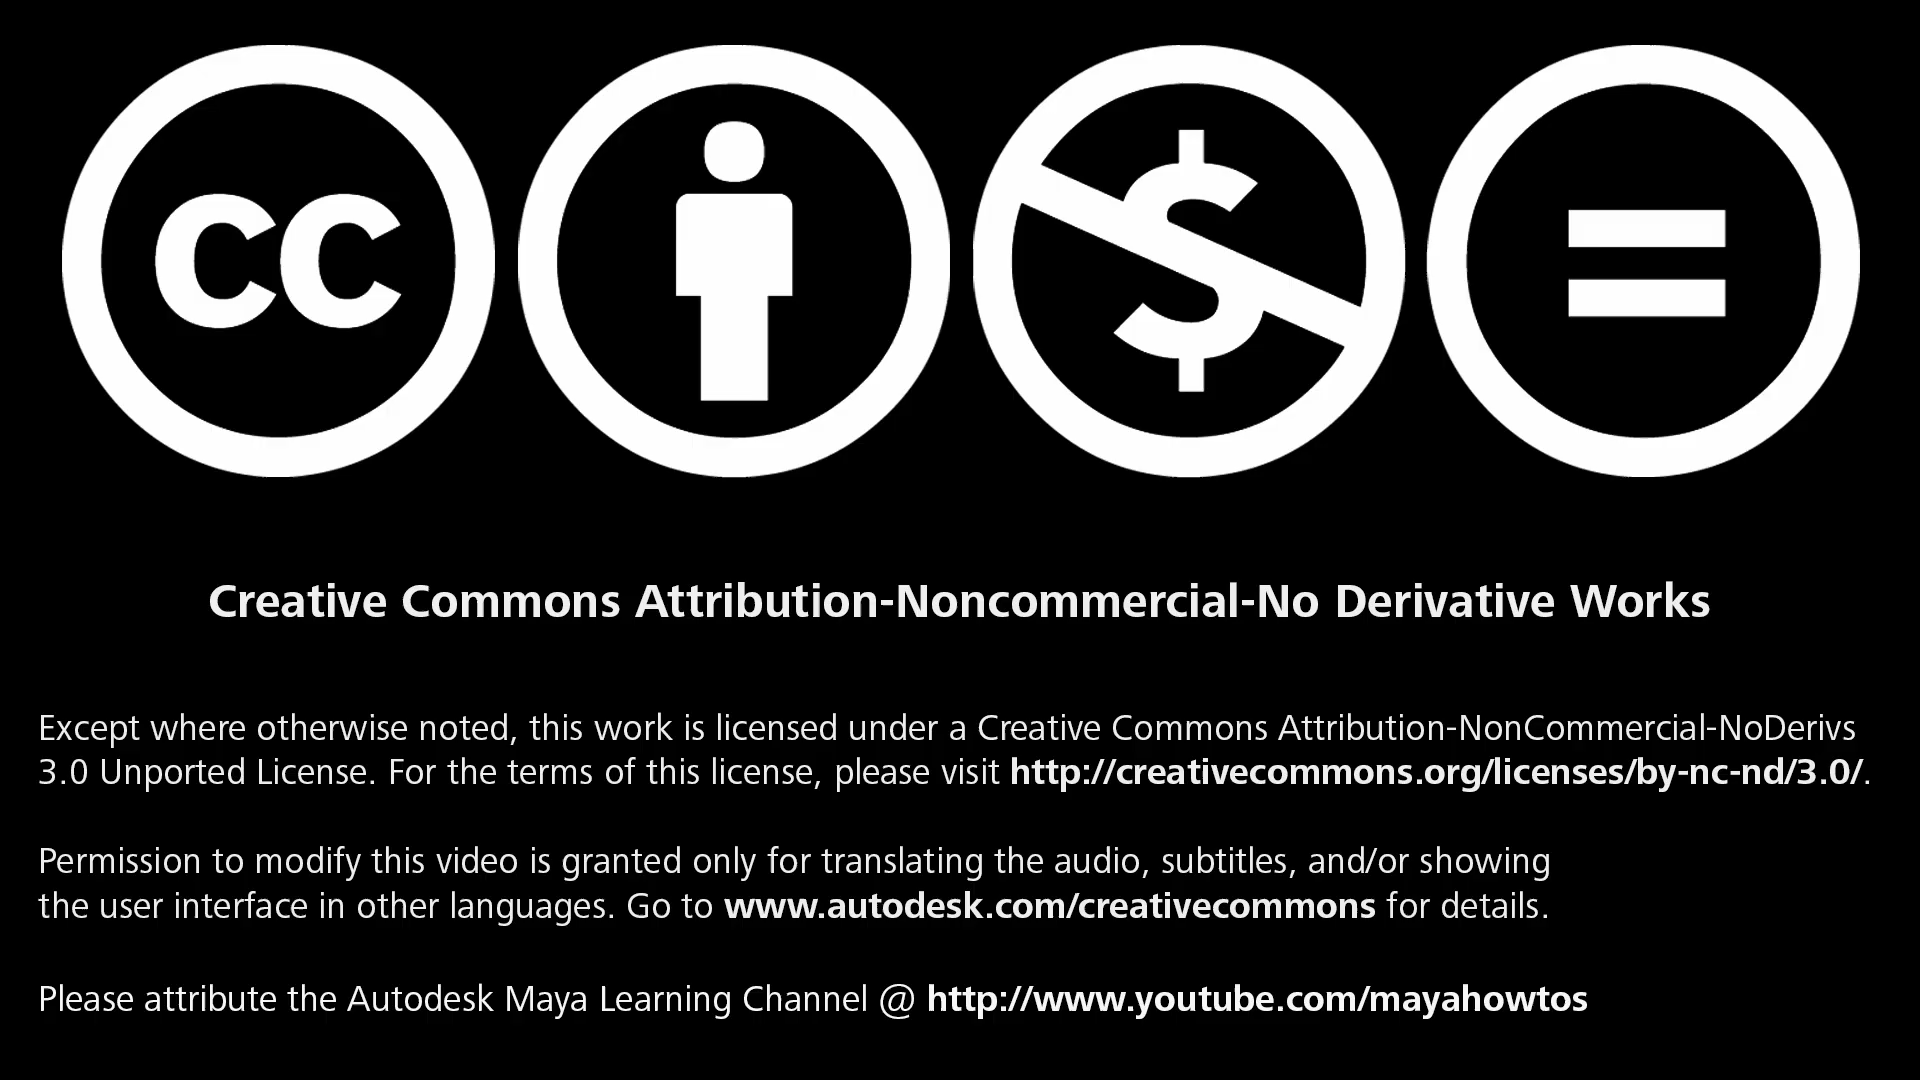 cc
$
=
Creative Commons Attribution-Noncommercial-No Derivative Works
Except where otherwise noted, this work is licensed under a Creative Commons Attribution-NonCommercial-NoDerivs
3.0 Unported License. For the terms of this license, please visit http://creativecommons.org/licenses/by-nc-nd/3.0/.
Permission to modify this video is granted only for translating the audio, subtitles, and/or showing
the user interface in other languages. Go to www.autodesk.com/creativecommons for details.
Please attribute the Autodesk Maya Learning Channel @ http://www.youtube.com/mayahowtos